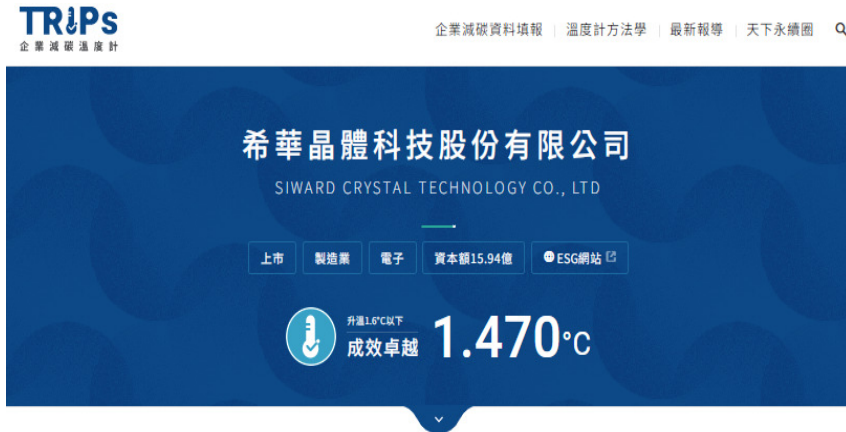 TRiPs
企業減碳溫度計
企業減碳資料填報 | 溫度計方法學 | 最新報導 | 天下永續圈
希華晶體科技股份有限公司
SIWARD CRYSTAL TECHNOLOGY CO., LTD
上市 製造業 電子 資本額15.94億 ESG網站
升溫1.6°C以下
成效卓越 1.470°C